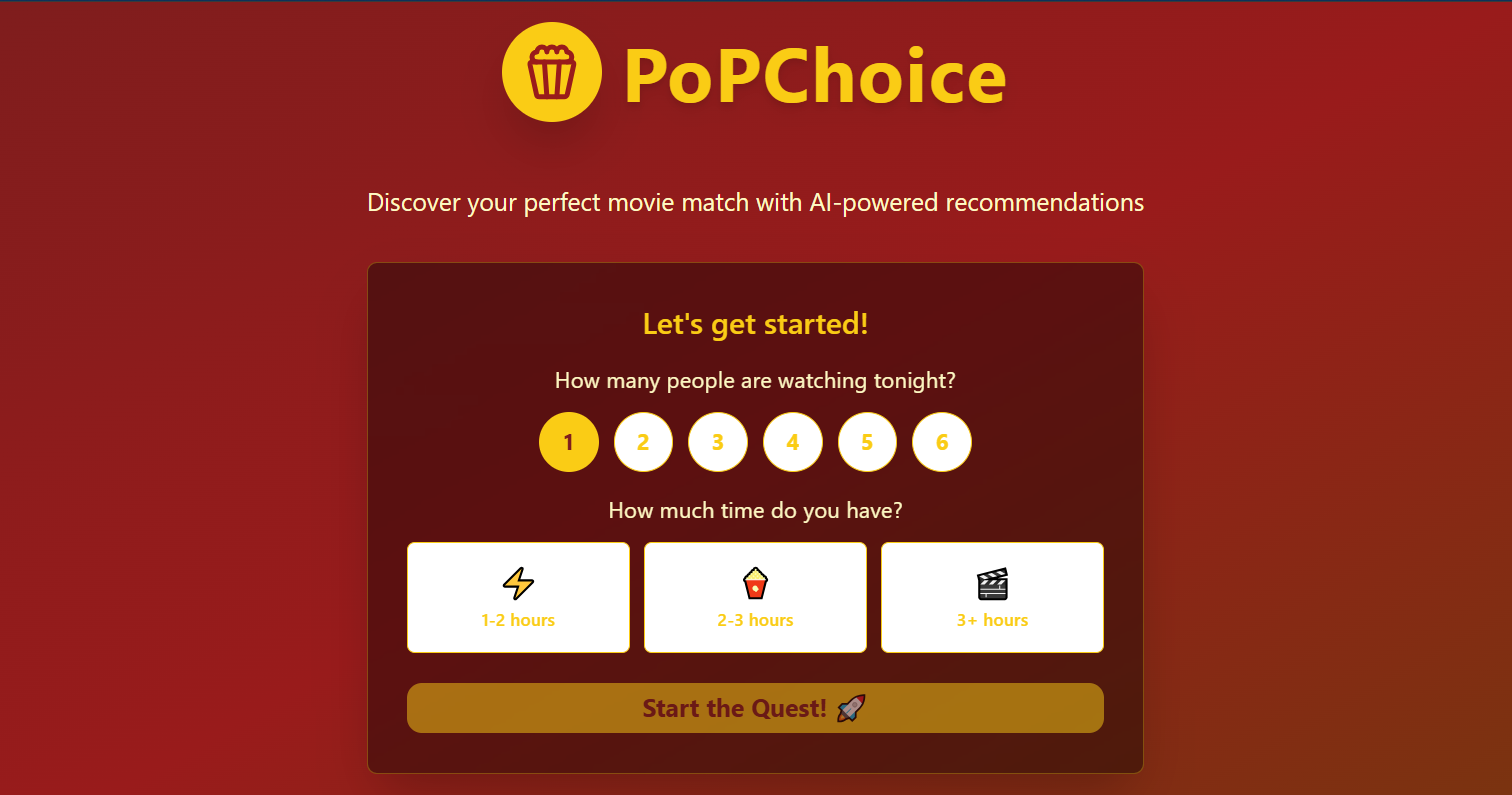 PoPChoice
Discover your perfect movie match with AI-powered recommendations
Let's get started!
How many people are watching tonight?
1 2 3 4 5 6
How much time do you have?
1-2 hours 2-3 hours 3+ hours
Start the Quest! 🚀